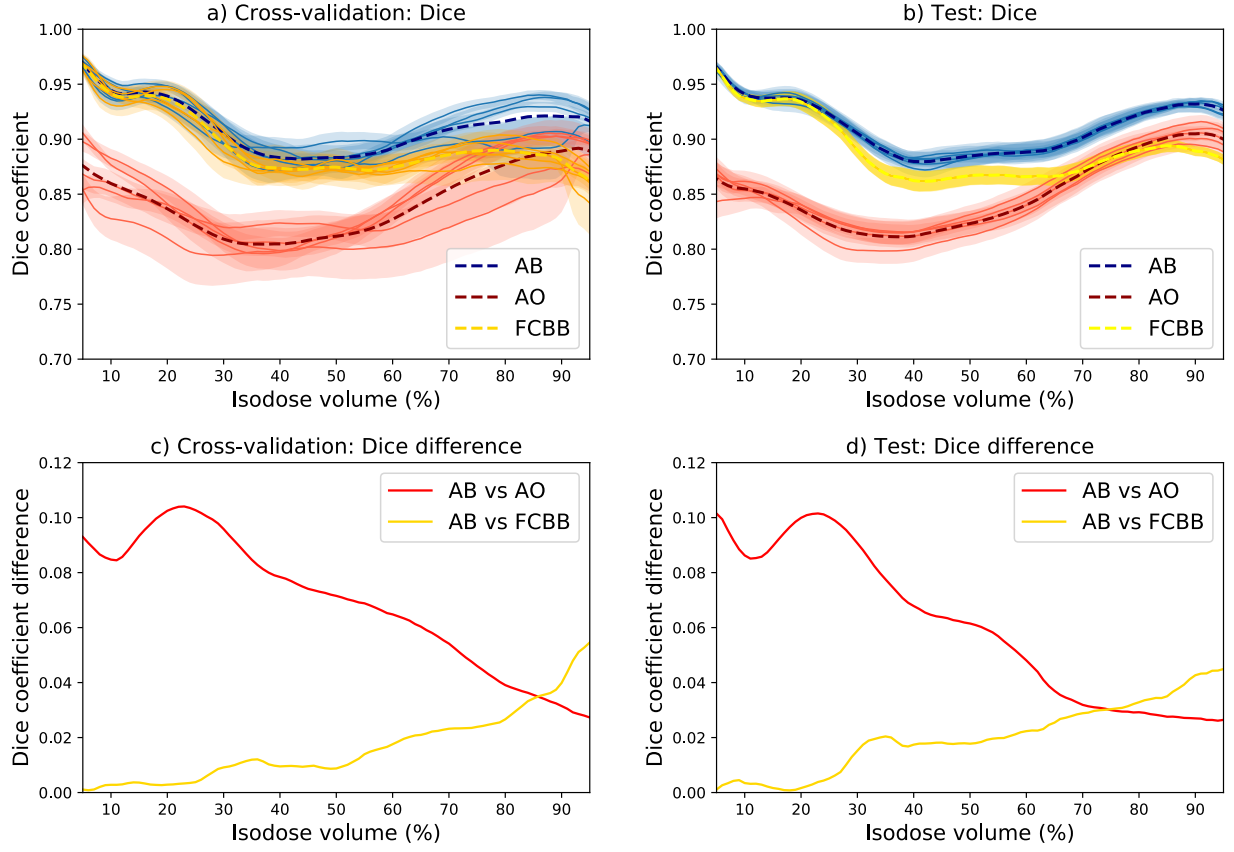 a) Cross-validation: Dice
1.00
0.95
0.90
0.85
0.80
0.75
0.70
Dice coefficient
AB
AO
FCBB
10 20 30 40 50 60 70 80 90
Isodose volume (%)
b) Test: Dice
1.00
0.95
0.90
0.85
0.80
0.75
0.70
Dice coefficient
AB
AO
FCBB
10 20 30 40 50 60 70 80 90
Isodose volume (%)
c) Cross-validation: Dice difference
0.12
0.10
0.08
0.06
0.04
0.02
0.00
Dice coefficient difference
AB vs AO
AB vs FCBB
10 20 30 40 50 60 70 80 90
Isodose volume (%)
d) Test: Dice difference
0.12
0.10
0.08
0.06
0.04
0.02
0.00
Dice coefficient difference
AB vs AO
AB vs FCBB
10 20 30 40 50 60 70 80 90
Isodose volume (%)